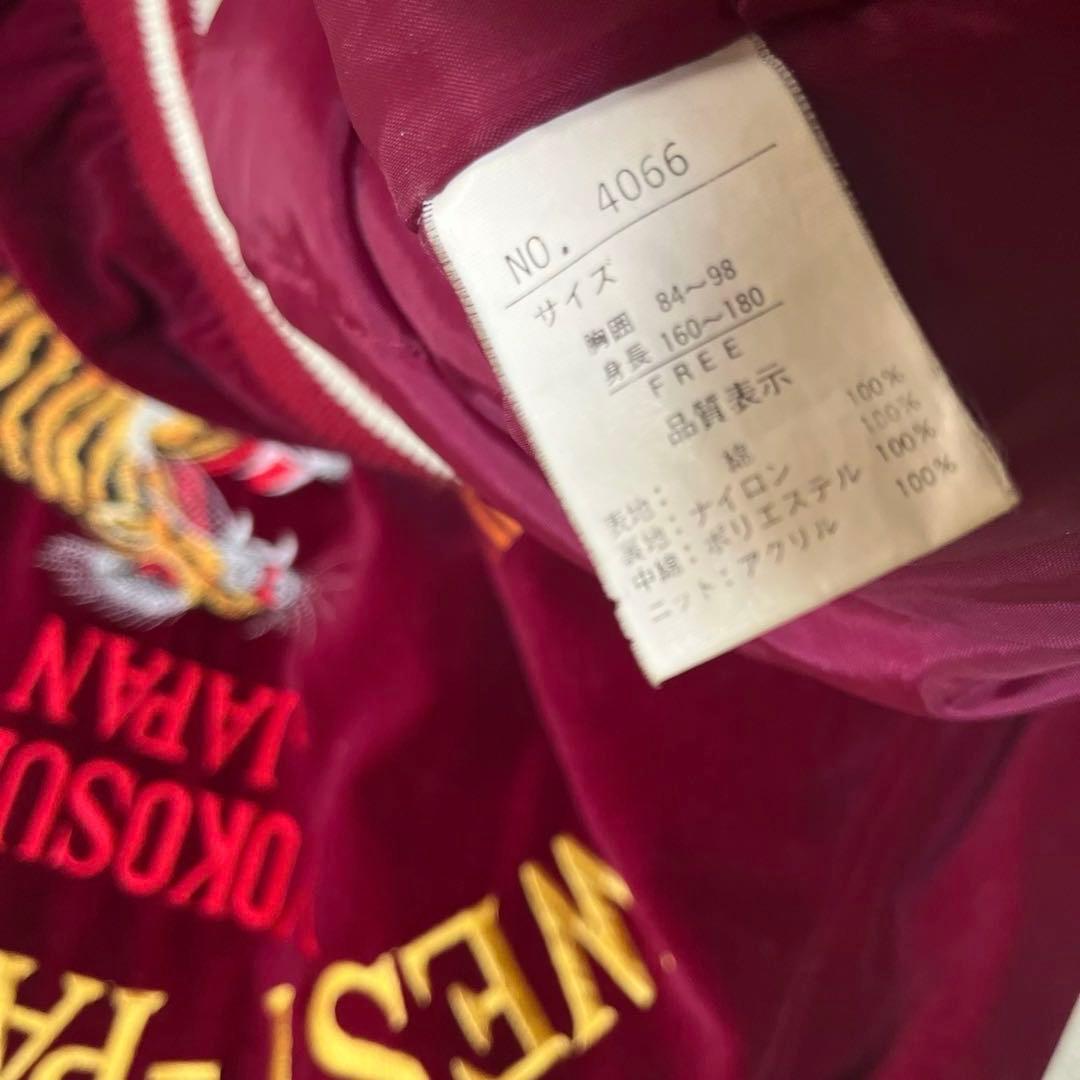 NO. 4066
サイズ
胸囲 84〜98
身長 160〜180
FREE
品質表示
表地: 綿 100%
裏地: ナイロン 100%
中綿: ポリエステル 100%
ニット: アクリル 100%
JAPAN
WEST